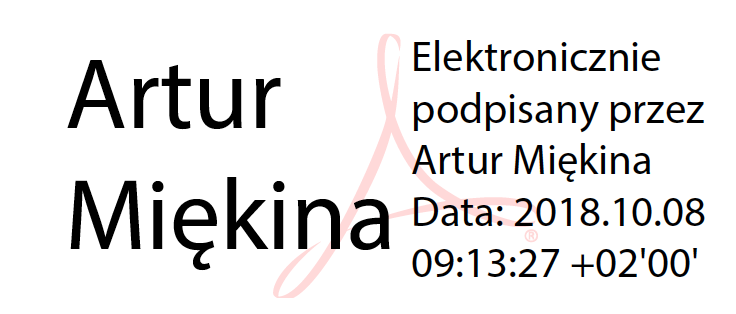 Artur
Miękina
Elektronicznie
podpisany przez
Artur Miękina
Data: 2018.10.08
09:13:27 +02'00'
®